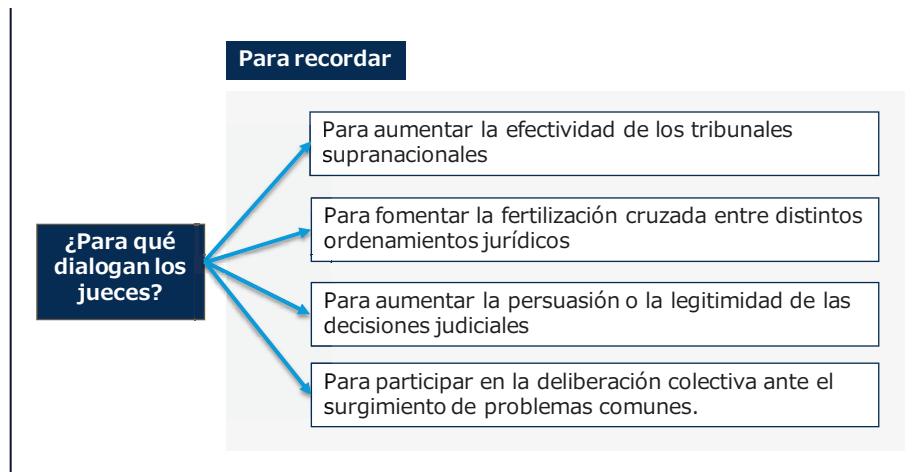 Para recordar
Para aumentar la efectividad de los tribunales
supranacionales
Para fomentar la fertilización cruzada entre distintos
ordenamientos jurídicos
¿Para qué
dialogan los
jueces?
Para aumentar la persuasión o la legitimidad de las
decisiones judiciales
Para participar en la deliberación colectiva ante el
surgimiento de problemas comunes.